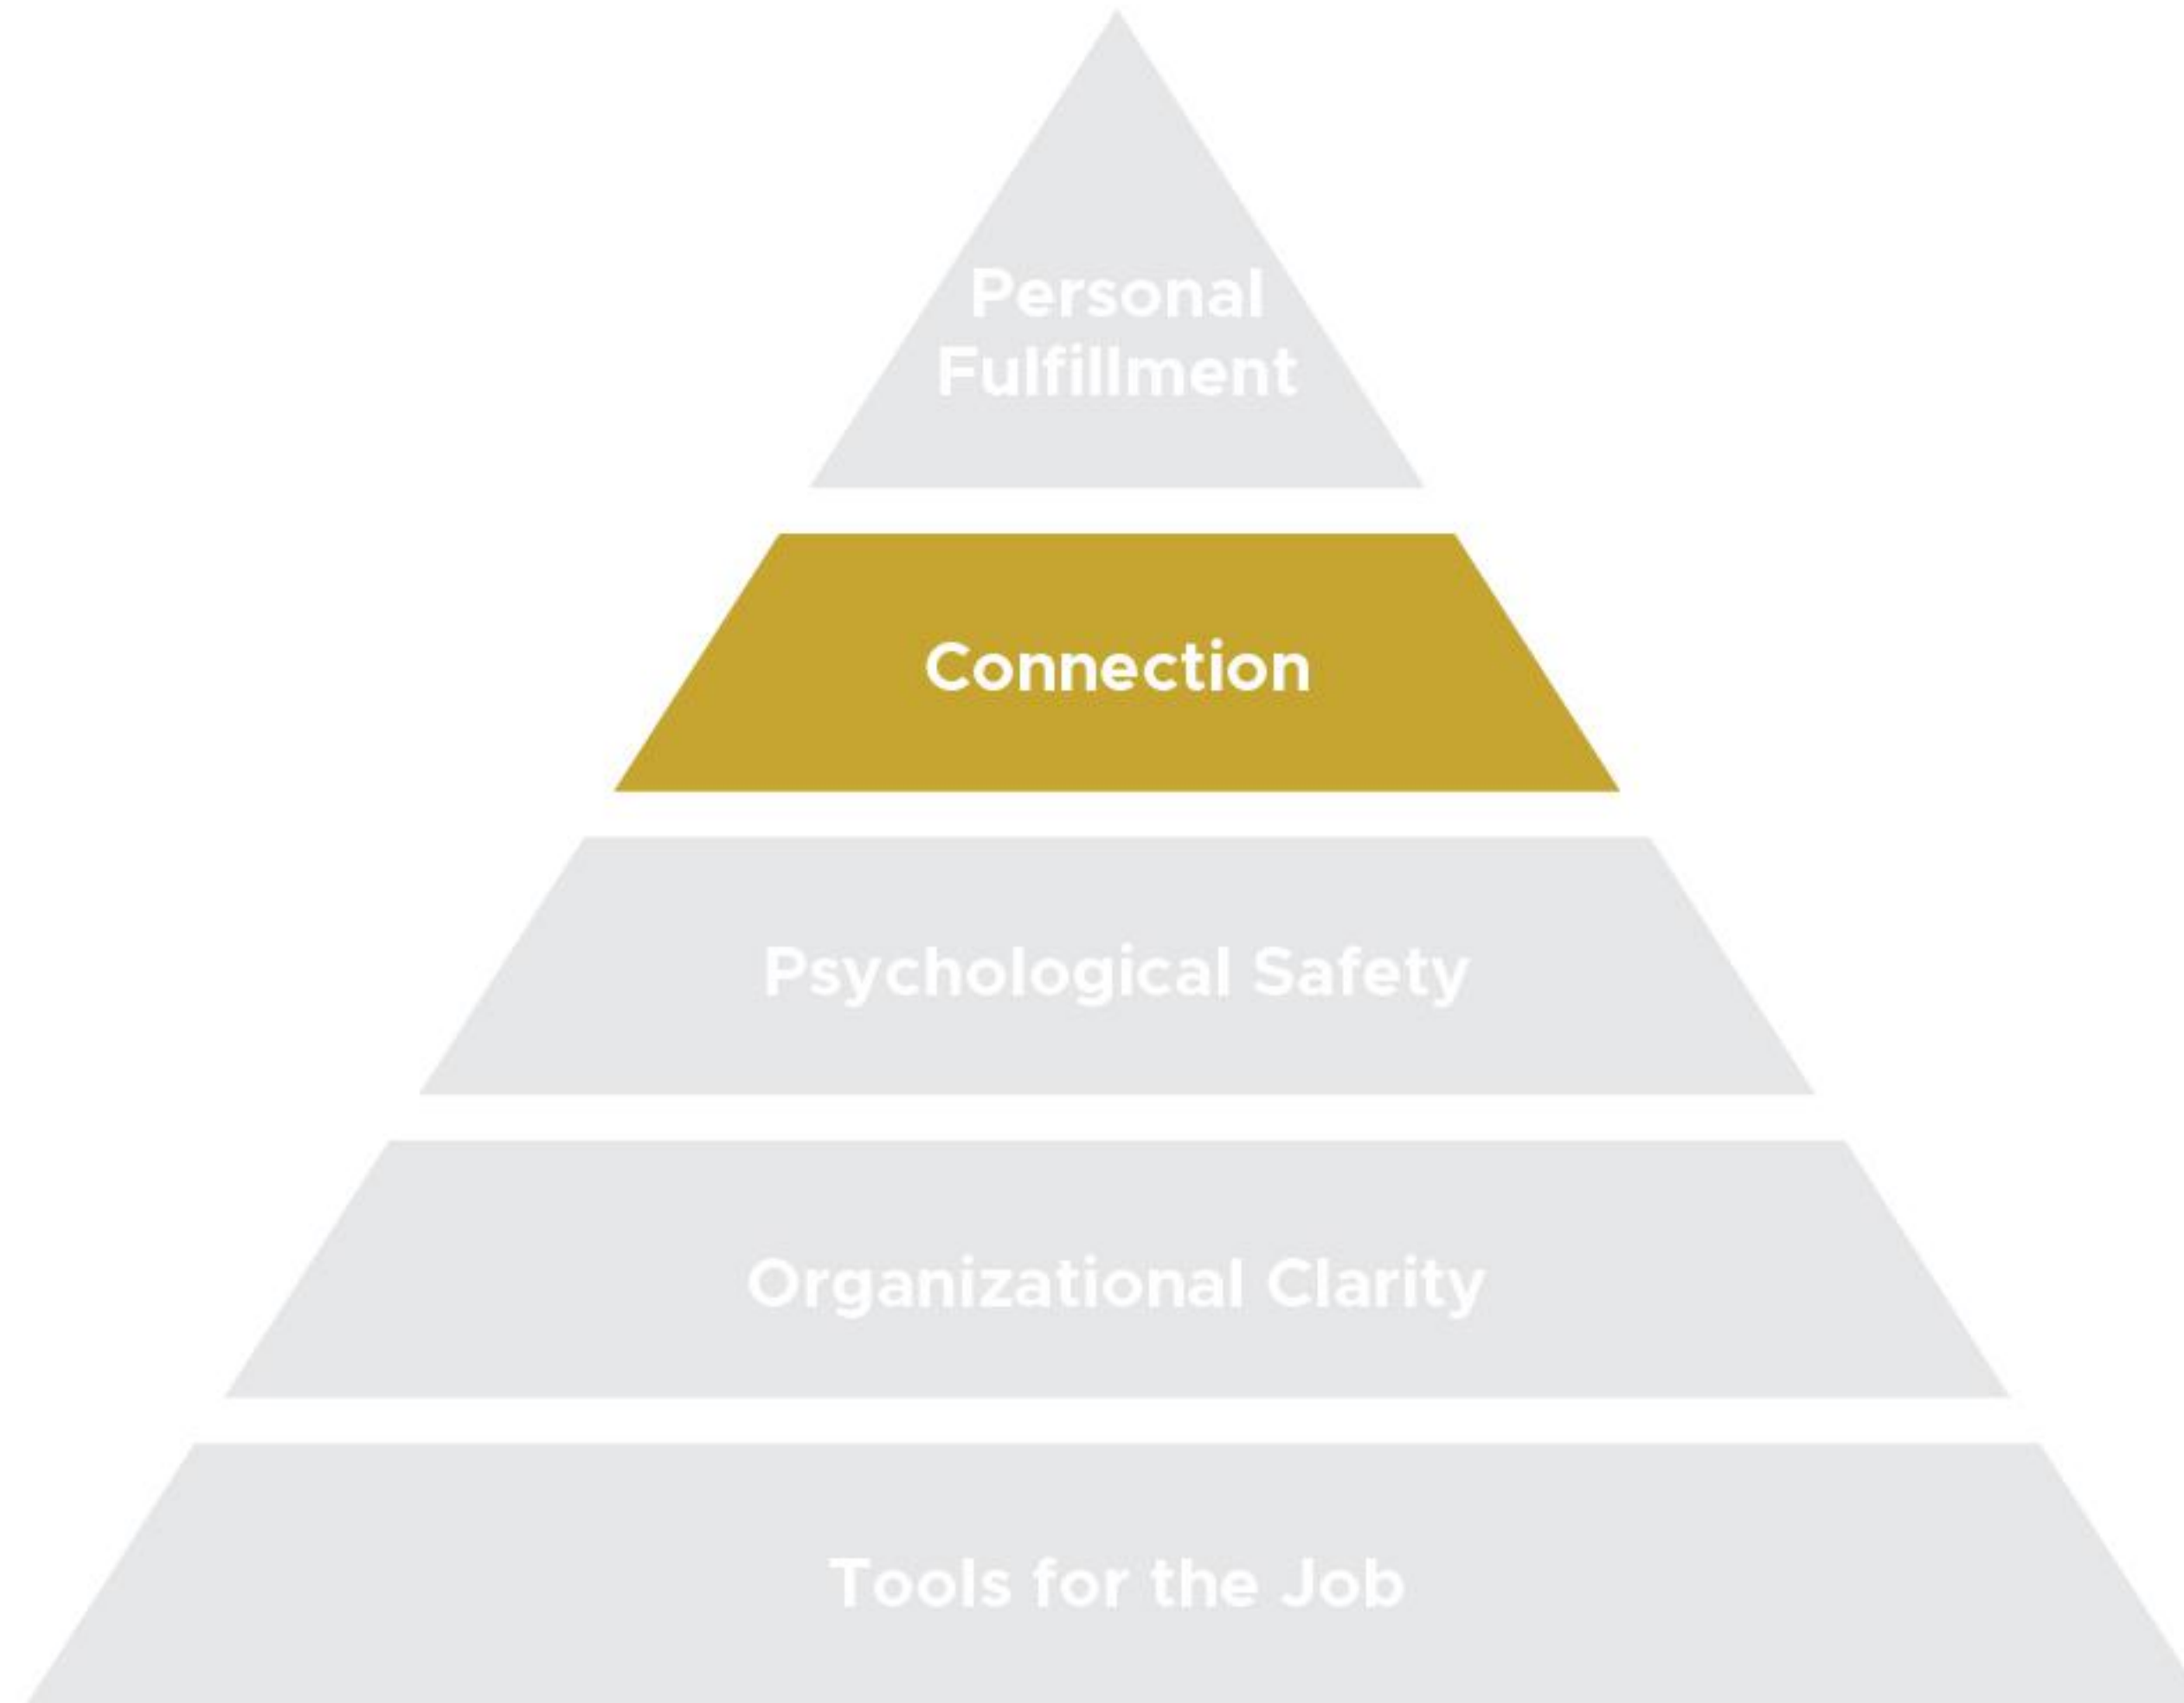 Personal
Fulfillment
Connection
Psychological Safety
Organizational Clarity
Tools for the Job